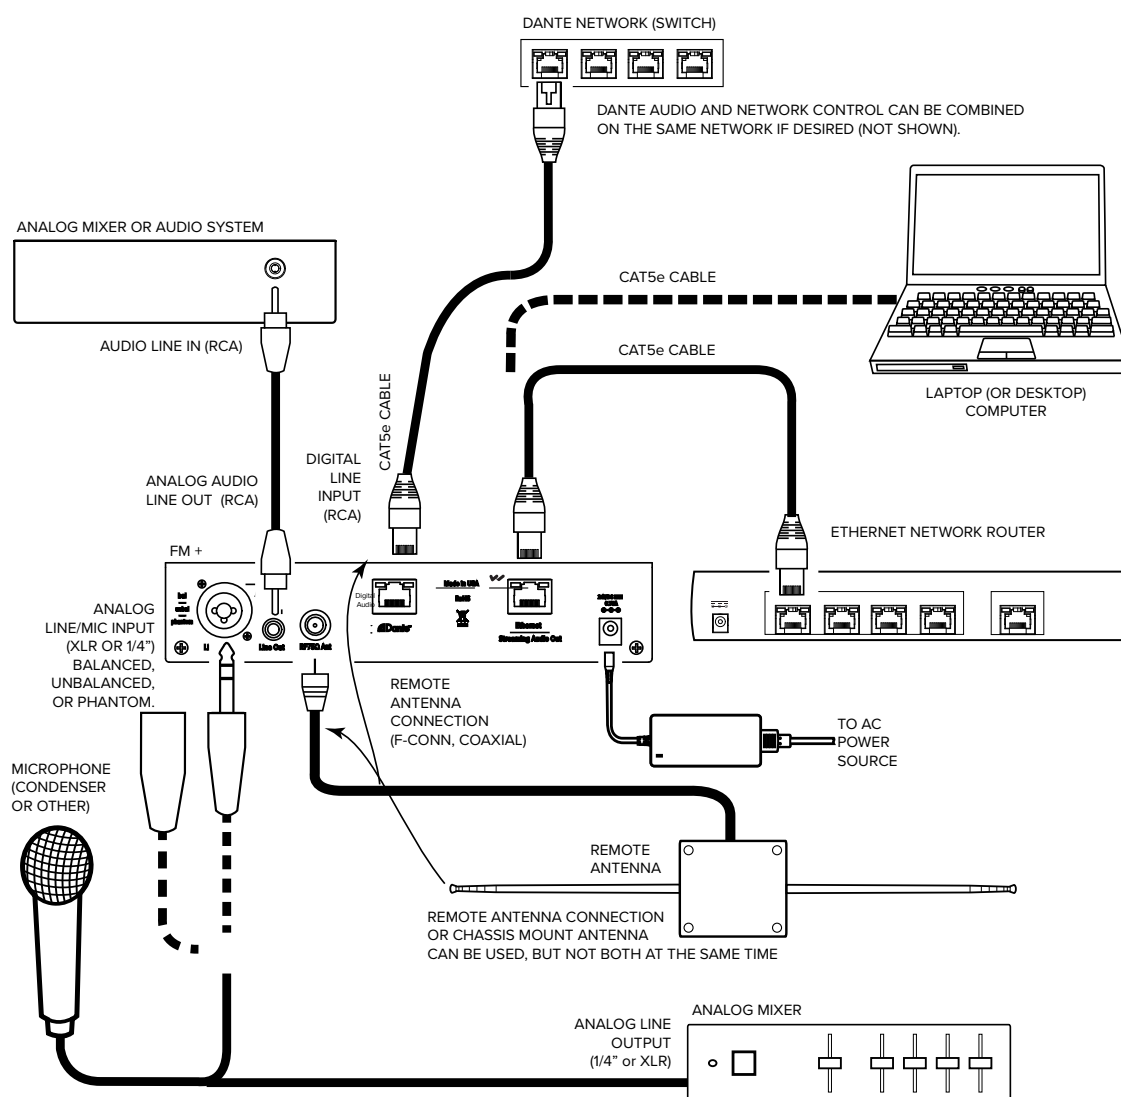 DANTE NETWORK (SWITCH)
DANTE AUDIO AND NETWORK CONTROL CAN BE COMBINED
ON THE SAME NETWORK IF DESIRED (NOT SHOWN).
ANALOG MIXER OR AUDIO SYSTEM
CAT5e CABLE
AUDIO LINE IN (RCA)
CAT5e CABLE
LAPTOP (OR DESKTOP)
COMPUTER
CAT5e CABLE
DIGITAL
LINE
INPUT
(RCA)
ANALOG AUDIO
LINE OUT (RCA)
ETHERNET NETWORK ROUTER
FM +
Made in USA
RoHS
Digital
Audio
Dante
Ethernet
Streaming Audio Out
Line Out
phantom
LI
ANALOG
LINE/MIC INPUT
(XLR OR 1/4”)
BALANCED,
UNBALANCED,
OR PHANTOM.
REMOTE
ANTENNA
CONNECTION
(F-CONN, COAXIAL)
TO AC
POWER
SOURCE
MICROPHONE
(CONDENSER
OR OTHER)
REMOTE
ANTENNA
REMOTE ANTENNA CONNECTION
OR CHASSIS MOUNT ANTENNA
CAN BE USED, BUT NOT BOTH AT THE SAME TIME
ANALOG MIXER
ANALOG LINE
OUTPUT
(1/4” or XLR)